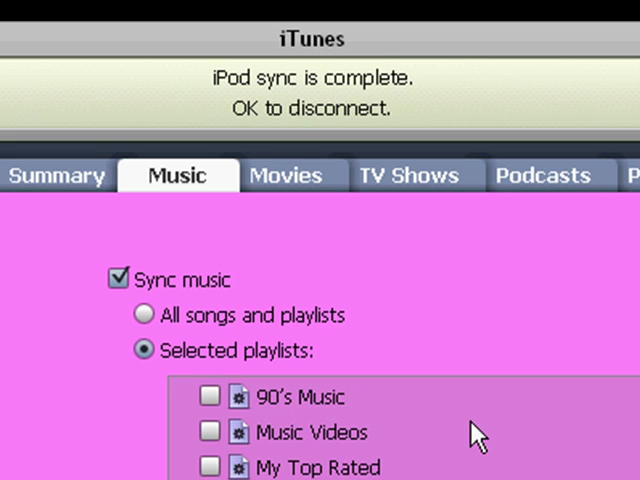 iTunes
iPod sync is complete.
OK to disconnect.
Summary Music Movies TV Shows Podcasts P
Sync music
All songs and playlists
Selected playlists:
90's Music
Music Videos
My Top Rated